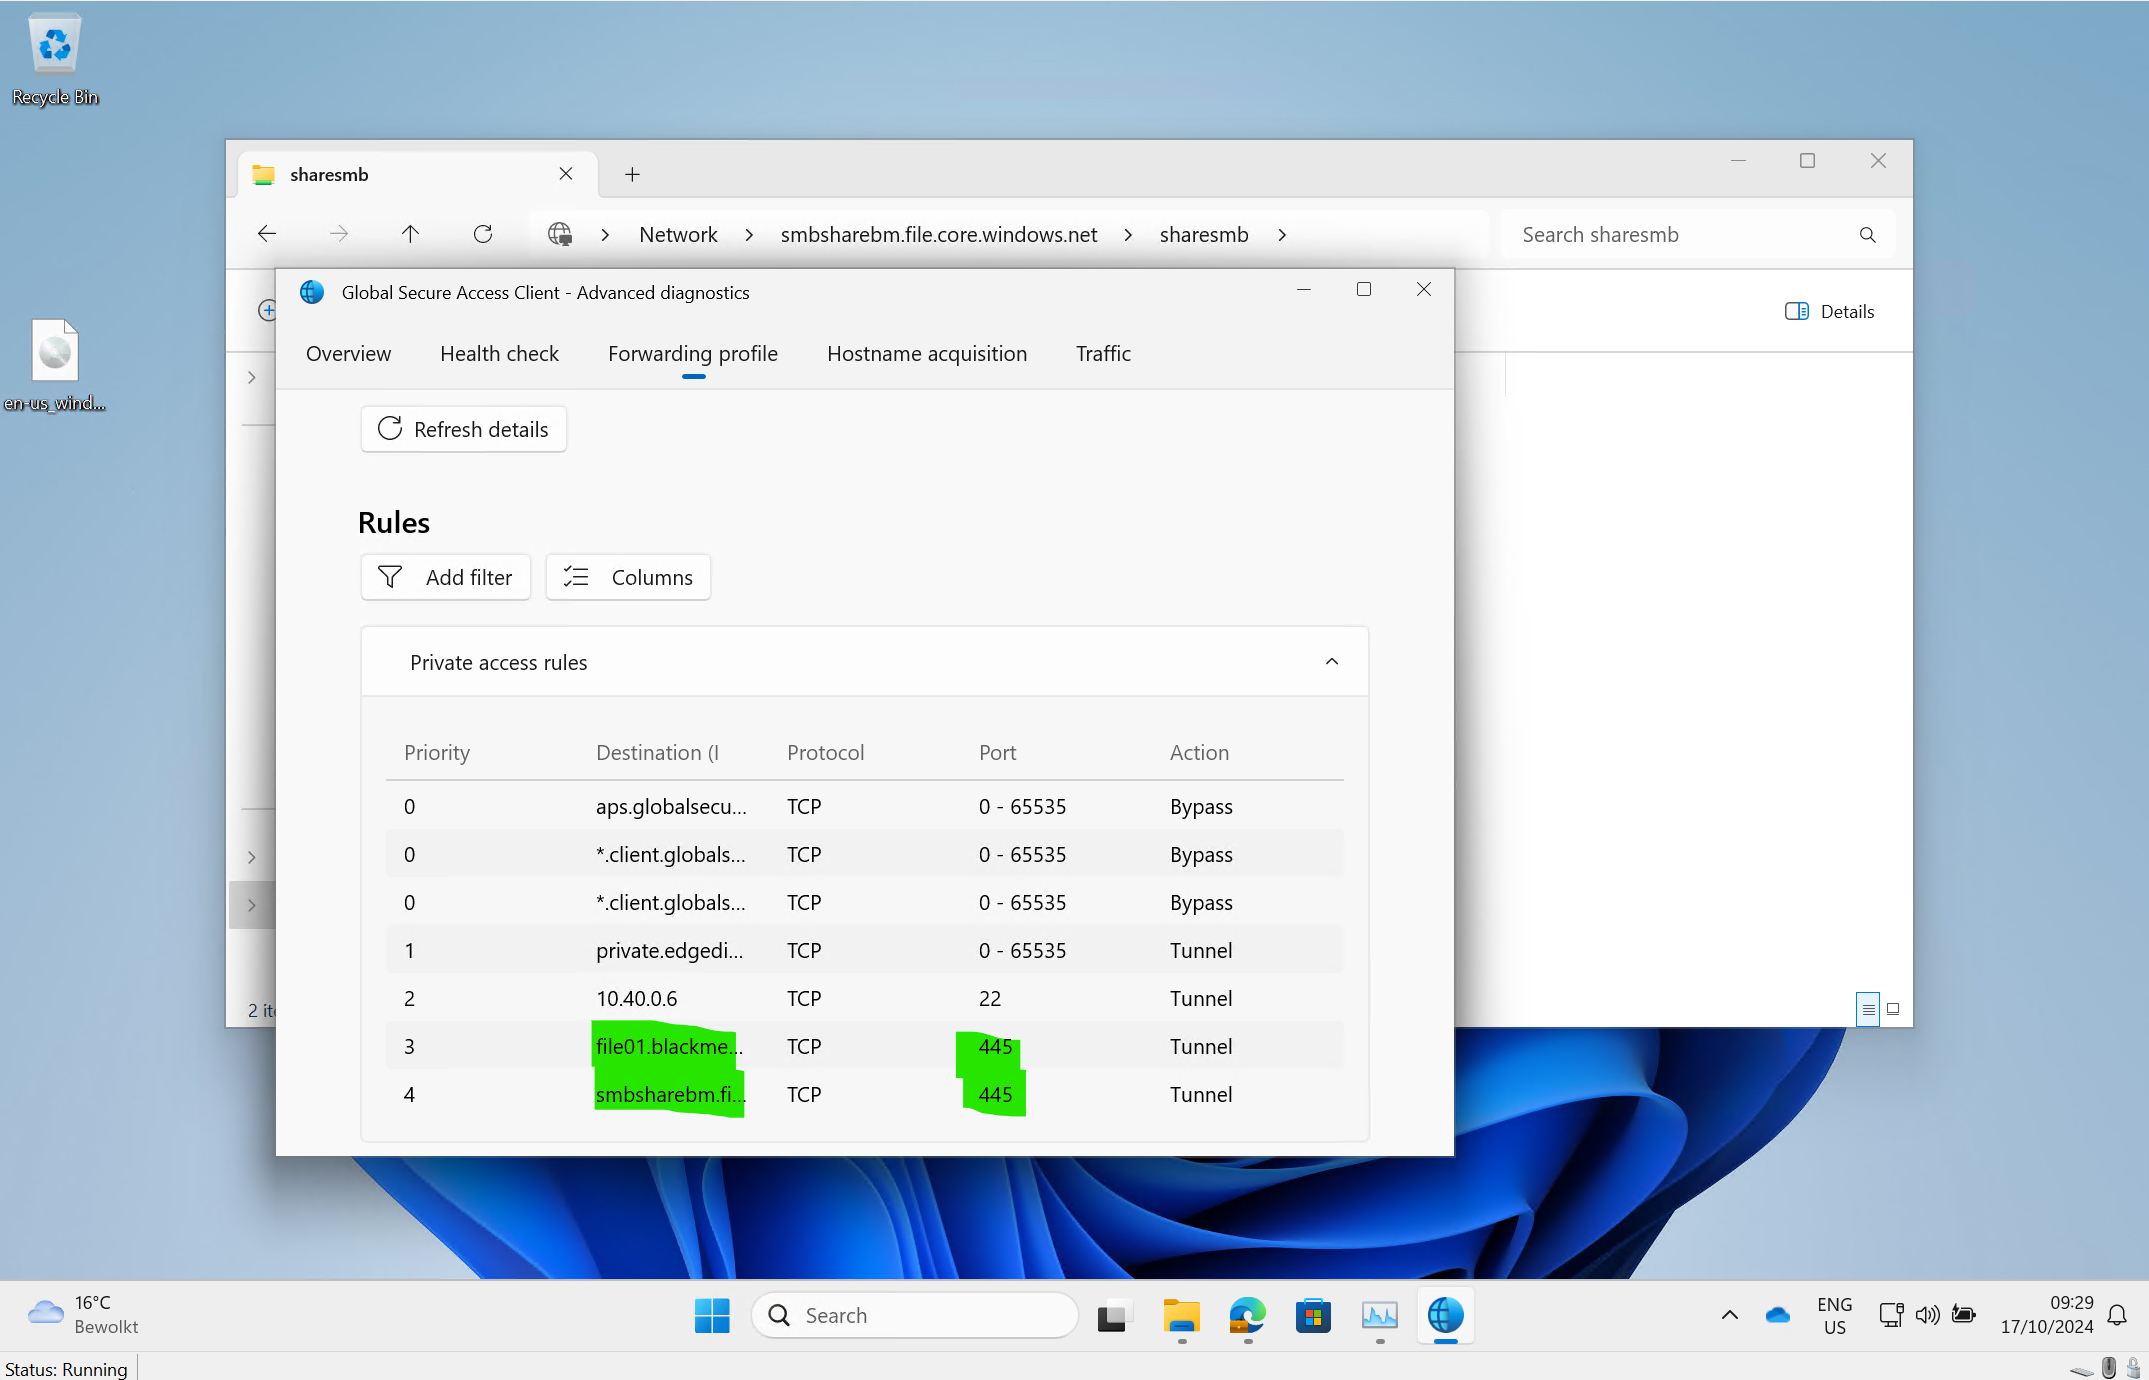 Recycle Bin
en-us_wind...
sharesmb
Network
smbsharebm.file.core.windows.net
sharesmb
Search sharesmb
Details
Global Secure Access Client - Advanced diagnostics
Overview
Health check
Forwarding profile
Hostname acquisition
Traffic
Refresh details
Rules
Add filter
Columns
Private access rules
Priority Destination (I Protocol Port Action
0 aps.globalsecu... TCP 0 - 65535 Bypass
0 *.client.globals... TCP 0 - 65535 Bypass
0 *.client.globals... TCP 0 - 65535 Bypass
1 private.edgedi... TCP 0 - 65535 Tunnel
2 10.40.0.6 TCP 22 Tunnel
3 file01.blackme... TCP 445 Tunnel
4 smbsharebm.fi... TCP 445 Tunnel
2
16°C
Bewolkt
Search
ENG
US
09:29
17/10/2024
Status: Running